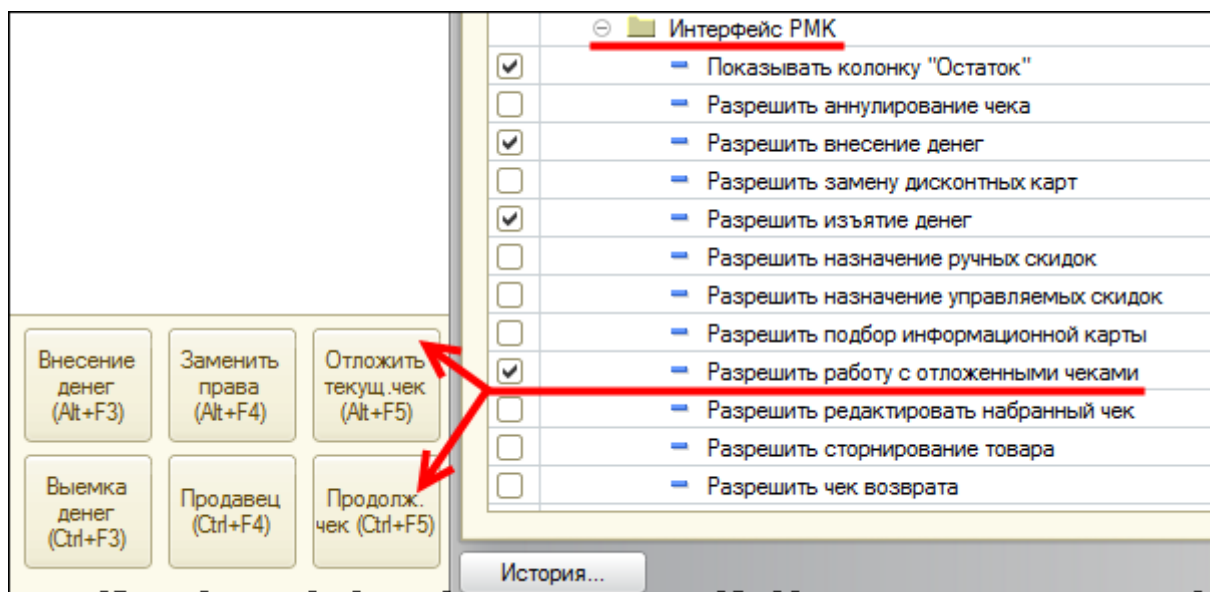 Интерфейс РМК
Показывать колонку "Остаток"
Разрешить аннулирование чека
Разрешить внесение денег
Разрешить замену дисконтных карт
Разрешить изъятие денег
Разрешить назначение ручных скидок
Разрешить назначение управляемых скидок
Разрешить подбор информационной карты
Разрешить работу с отложенными чеками
Разрешить редактировать набранный чек
Разрешить сторнирование товара
Разрешить чек возврата
Внесение
денег
(Alt+F3)
Заменить
права
(Alt+F4)
Отложить
текущ.чек
(Alt+F5)
Выемка
денег
(Ctrl+F3)
Продавец
(Ctrl+F4)
Продолж.
чек (Ctrl+F5)
История...